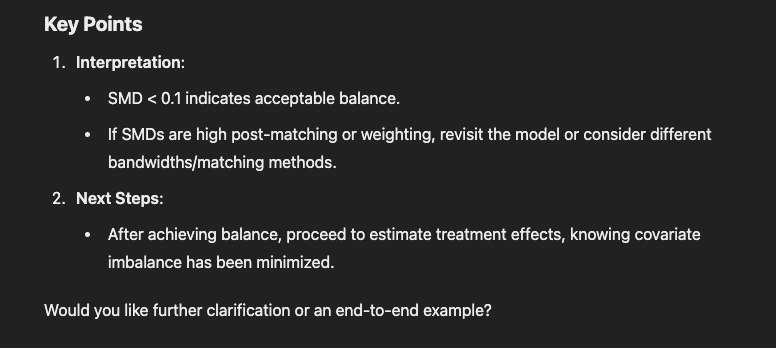 Key Points
1. Interpretation:
• SMD < 0.1 indicates acceptable balance.
• If SMDs are high post-matching or weighting, revisit the model or consider different
bandwidths/matching methods.
2. Next Steps:
• After achieving balance, proceed to estimate treatment effects, knowing covariate
imbalance has been minimized.
Would you like further clarification or an end-to-end example?